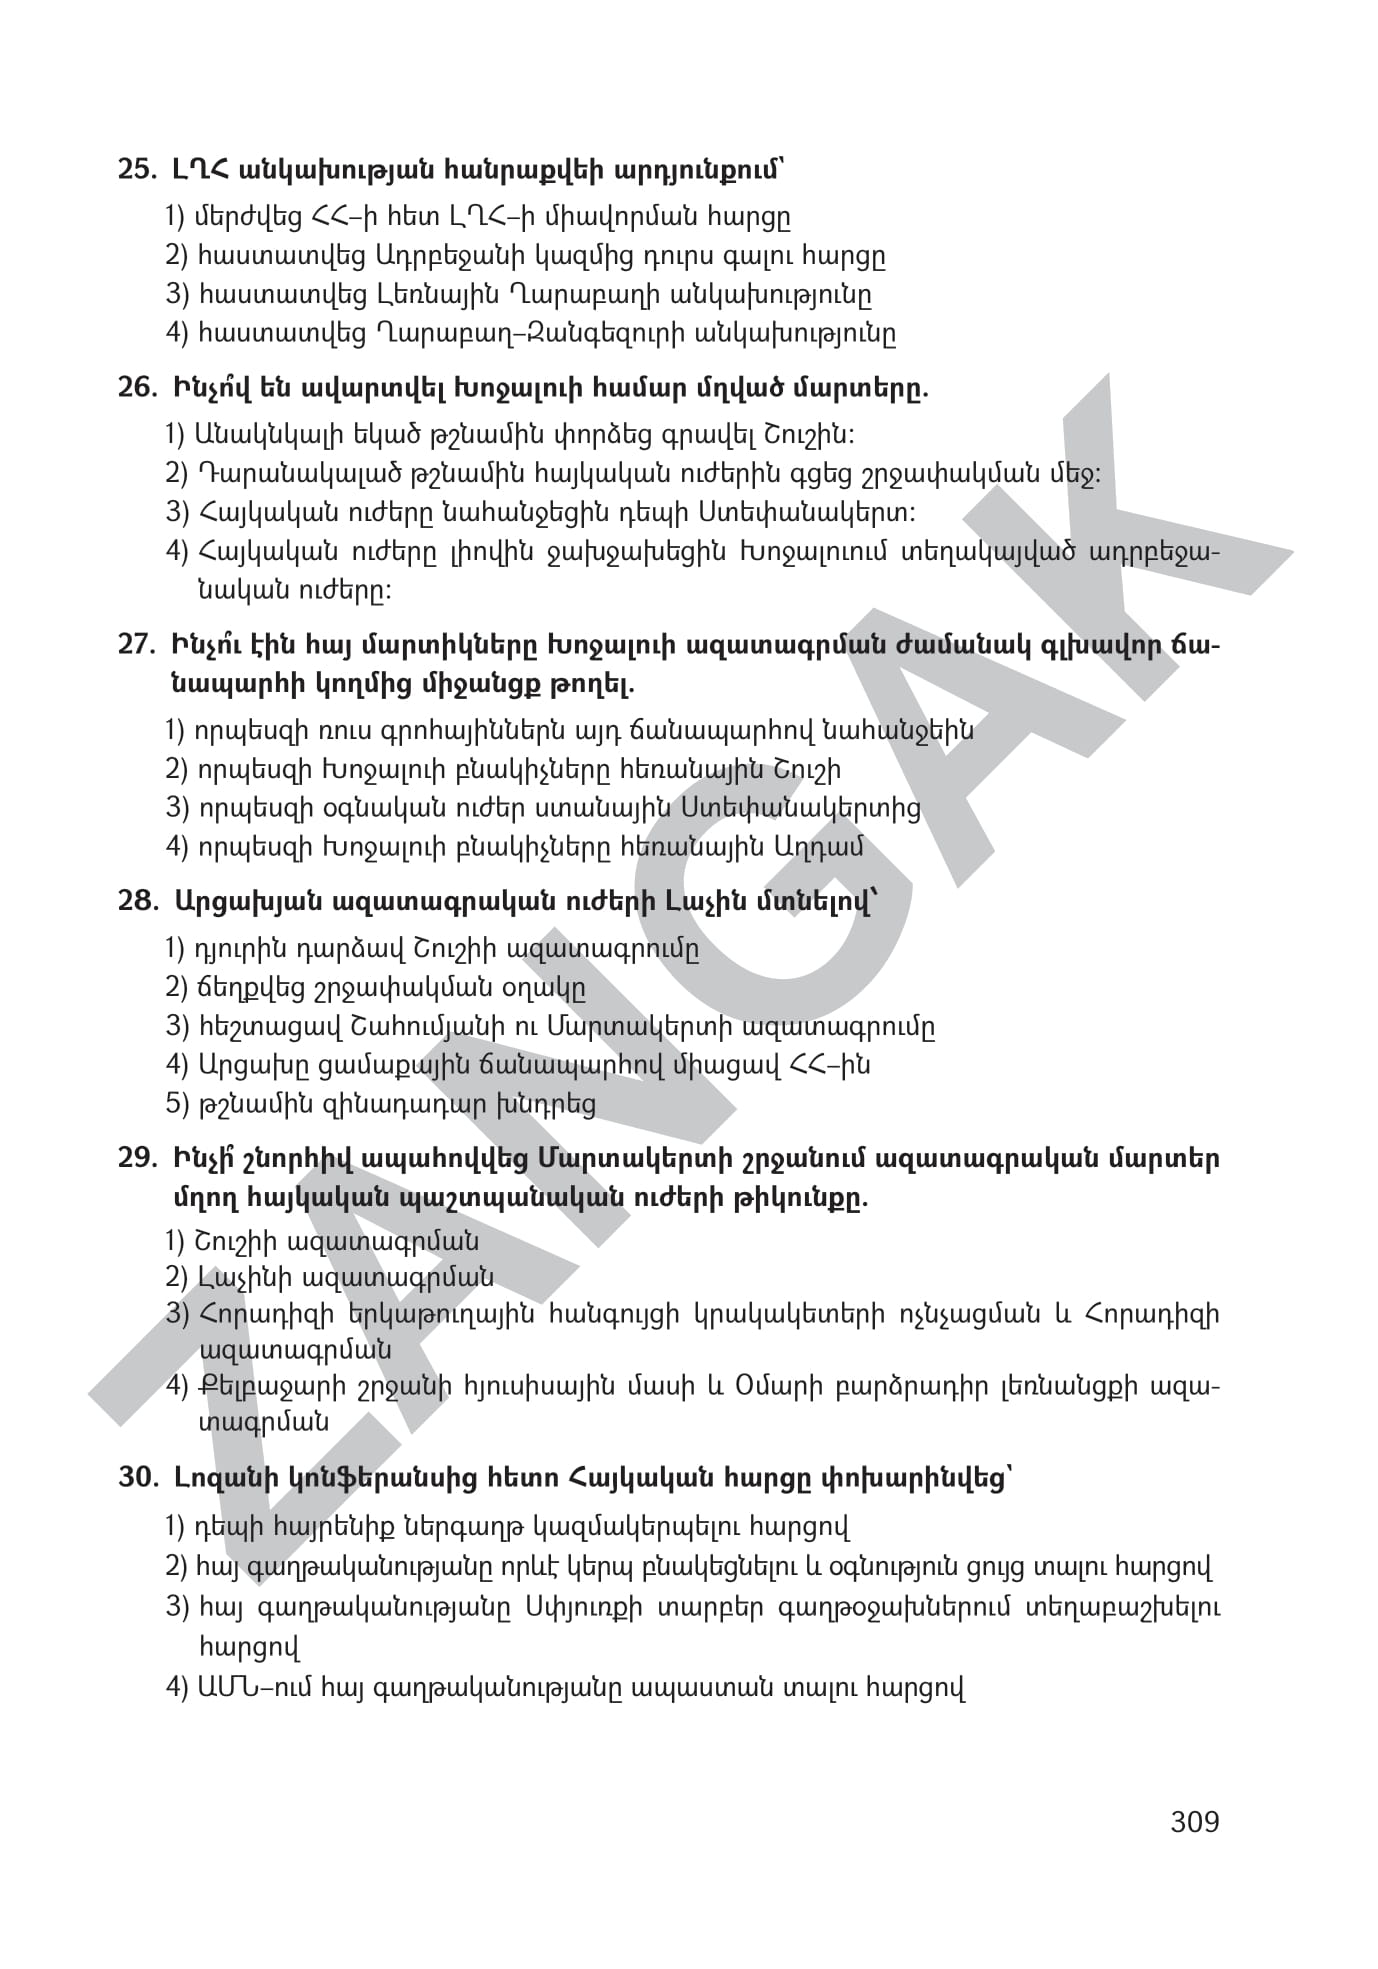 25. ԼՂՀ անկախության հանրաքվեի արդյունքում՝
1) մերժվեց ՀՀ–ի հետ ԼՂՀ–ի միավորման հարցը
2) հաստատվեց Ադրբեջանի կազմից դուրս գալու հարցը
3) հաստատվեց Լեռնային Ղարաբաղի անկախությունը
4) հաստատվեց Ղարաբաղ–Զանգեզուրի անկախությունը
26. Ինչո՞վ են ավարտվել Խոջալուի համար մղված մարտերը.
1) Անակնկալի եկած թշնամին փորձեց գրավել Շուշին:
2) Դարանակալած թշնամին հայկական ուժերին գցեց շրջափակման մեջ:
3) Հայկական ուժերը նահանջեցին դեպի Ստեփանակերտ:
4) Հայկական ուժերը լիովին ջախջախեցին Խոջալուում տեղակայված ադրբեջա-
նական ուժերը:
27. Ինչո՞ւ էին հայ մարտիկները Խոջալուի ազատագրման ժամանակ գլխավոր ճա-
նապարհի կողմից միջանցք թողել.
1) որպեսզի ռուս գրոհայիններն այդ ճանապարհով նահանջեին
2) որպեսզի Խոջալուի բնակիչները հեռանային Շուշի
3) որպեսզի օգնական ուժեր ստանային Ստեփանակերտից
4) որպեսզի Խոջալուի բնակիչները հեռանային Աղդամ
28. Արցախյան ազատագրական ուժերի Լաչին մտնելով՝
1) դյուրին դարձավ Շուշիի ազատագրումը
2) ճեղքվեց շրջափակման օղակը
3) հեշտացավ Շահումյանի ու Մարտակերտի ազատագրումը
4) Արցախը ցամաքային ճանապարհով միացավ ՀՀ–ին
5) թշնամին զինադադար խնդրեց
29. Ինչի՞ շնորհիվ ապահովվեց Մարտակերտի շրջանում ազատագրական մարտեր
մղող հայկական պաշտպանական ուժերի թիկունքը.
1) Շուշիի ազատագրման
2) Լաչինի ազատագրման
3) Հորադիզի երկաթուղային հանգույցի կրակակետերի ոչնչացման և Հորադիզի
ազատագրման
4) Քելբաջարի շրջանի հյուսիսային մասի և Օմարի բարձրադիր լեռնանցքի ազա-
տագրման
30. Լոզանի կոնֆերանսից հետո Հայկական հարցը փոխարինվեց՝
1) դեպի հայրենիք ներգաղթ կազմակերպելու հարցով
2) հայ գաղթականությանը որևէ կերպ բնակեցնելու և օգնություն ցույց տալու հարցով
3) հայ գաղթականությանը Սփյուռքի տարբեր գաղթօջախներում տեղաբաշխելու
հարցով
4) ԱՄՆ–ում հայ գաղթականությանը ապաստան տալու հարցով
309
ZANGAK